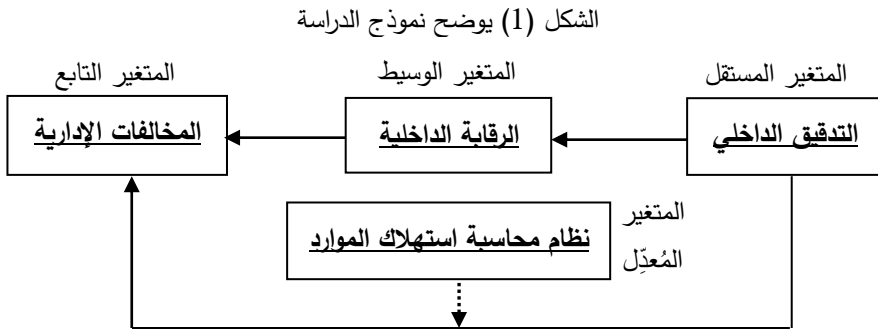 الشكل (1) يوضح نموذج الدراسة
المتغير المستقل
المتغير الوسيط
المتغير التابع
التدقيق الداخلي
الرقابة الداخلية
المخالفات الإدارية
المتغير
المُعدِّل
نظام محاسبة استهلاك الموارد